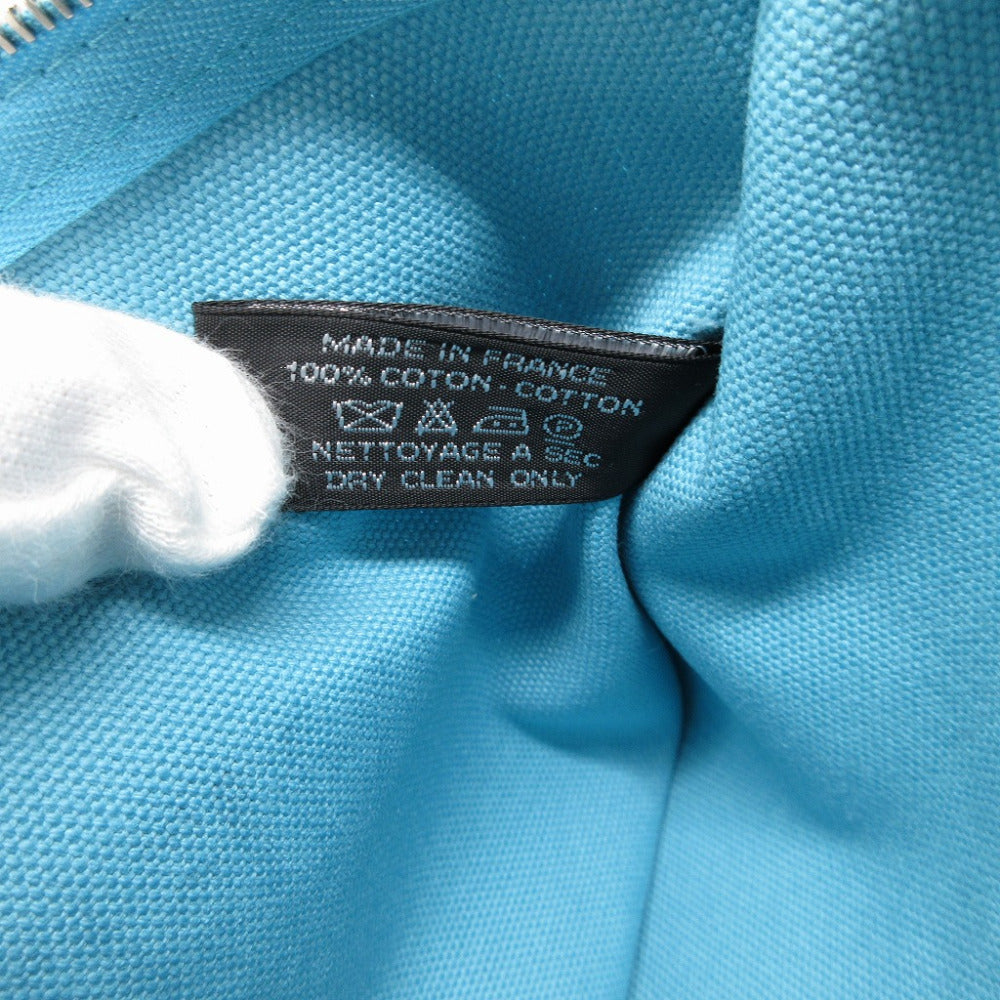 MADE IN FRANCE
100% COTON - COTTON
P
NETTOYAGE A SEC
DRY CLEAN ONLY